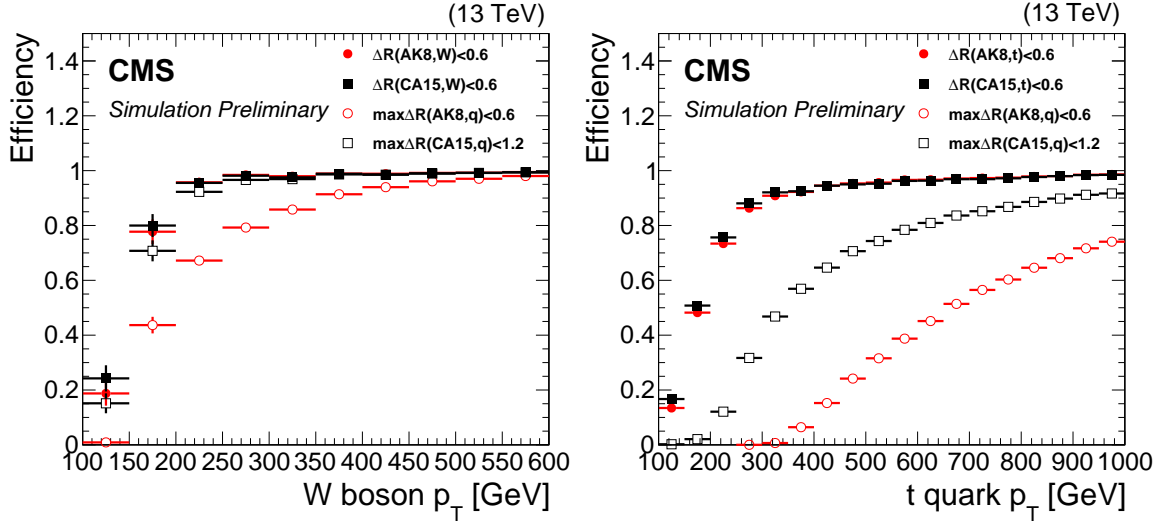 (13 TeV)
CMS
Simulation Preliminary
ΔR(AK8,W)<0.6
ΔR(CA15,W)<0.6
maxΔR(AK8,q)<0.6
maxΔR(CA15,q)<1.2
Efficiency
1.4
1.2
1
0.8
0.6
0.4
0.2
0
100 150 200 250 300 350 400 450 500 550 600
W boson p_T [GeV]
(13 TeV)
CMS
Simulation Preliminary
ΔR(AK8,t)<0.6
ΔR(CA15,t)<0.6
maxΔR(AK8,q)<0.6
maxΔR(CA15,q)<1.2
Efficiency
1.4
1.2
1
0.8
0.6
0.4
0.2
0
100 200 300 400 500 600 700 800 900 1000
t quark p_T [GeV]